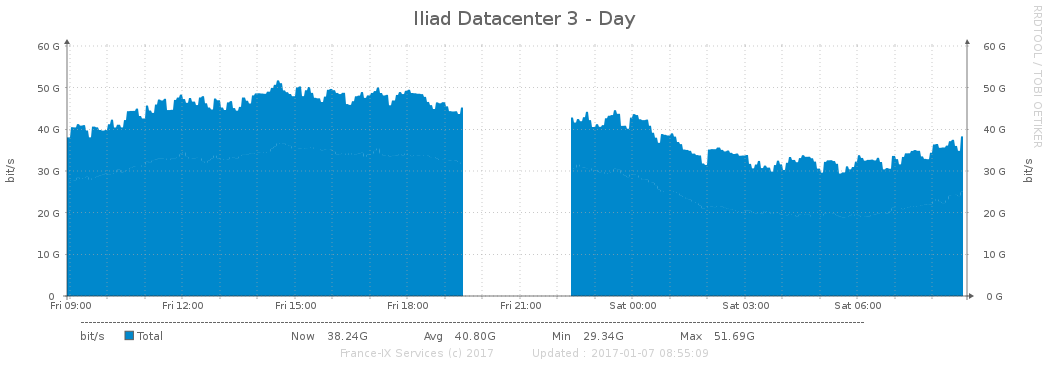 Iliad Datacenter 3 - Day
RRDTOOL / TOBI OETIKER
60 G 60 G
50 G 50 G
40 G 40 G
30 G 30 G
20 G 20 G
10 G 10 G
0 0 G
bit/s bit/s
Fri 09:00 Fri 12:00 Fri 15:00 Fri 18:00 Fri 21:00 Sat 00:00 Sat 03:00 Sat 06:00
bit/s Total Now 38.24G Avg 40.80G Min 29.34G Max 51.69G
France-IX Services (c) 2017 Updated : 2017-01-07 08:55:09